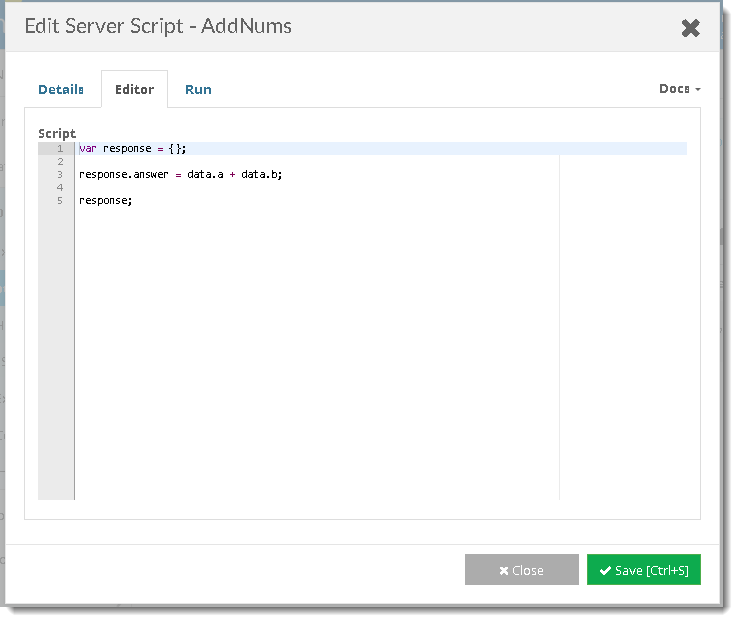 Edit Server Script - AddNums
Details Editor Run Docs
Script
1 var response = {};
2
3 response.answer = data.a + data.b;
4
5 response;
Close Save [Ctrl+S]